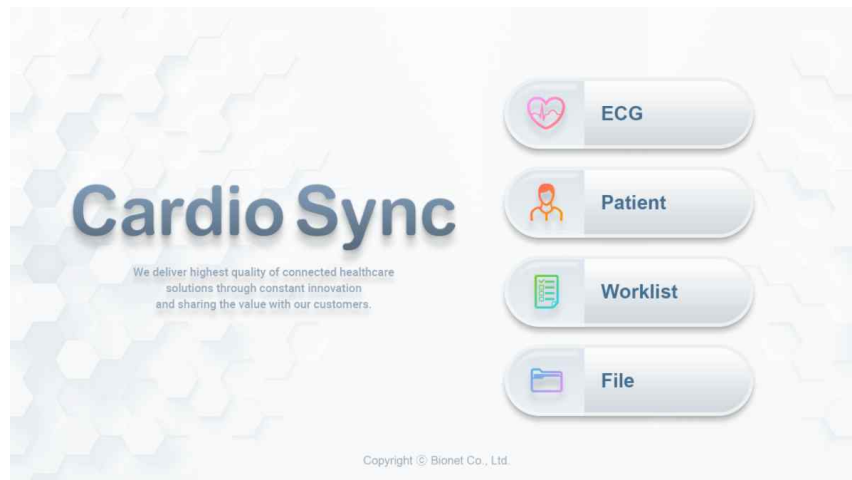 Cardio Sync
We deliver highest quality of connected healthcare
solutions through constant innovation
and sharing the value with our customers.
ECG
Patient
Worklist
File
Copyright ⓒ Bionet Co., Ltd.